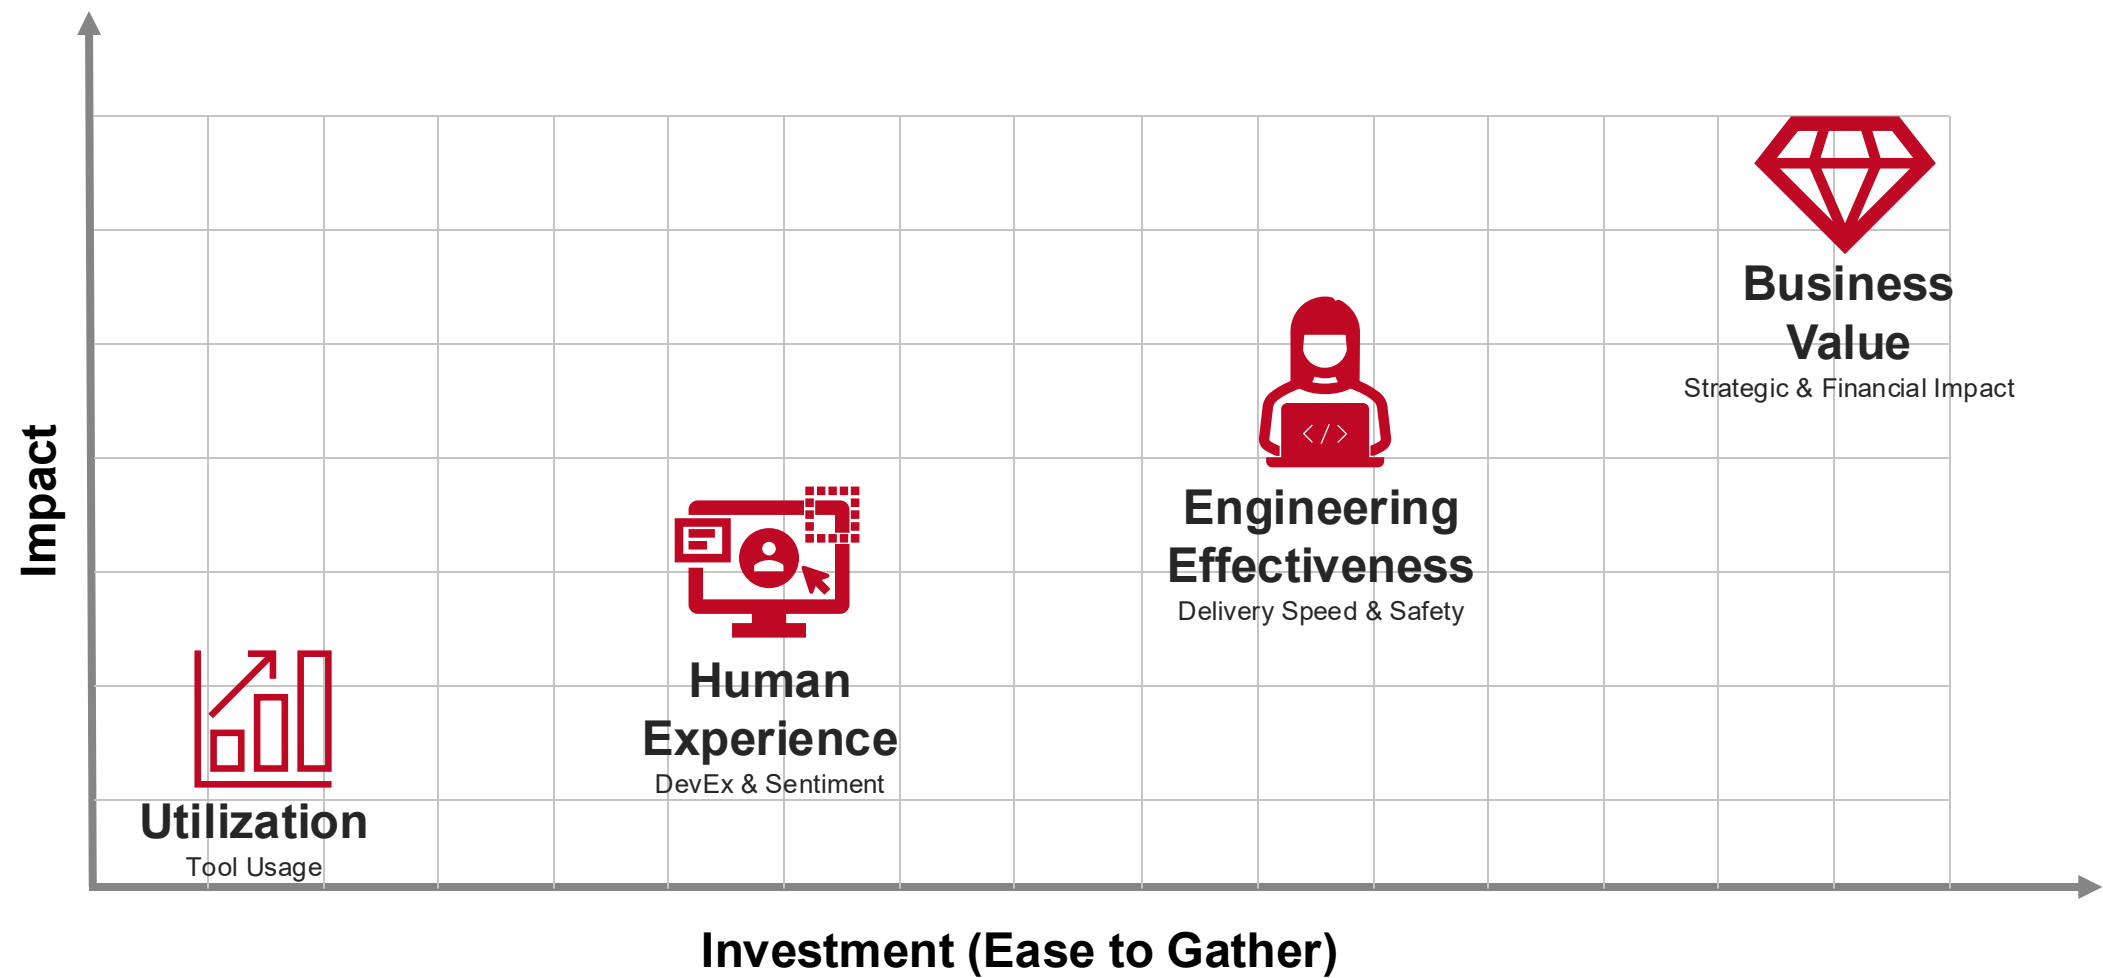 Impact
Business
Value
Strategic & Financial Impact
</>
Engineering
Effectiveness
Delivery Speed & Safety
Human
Experience
DevEx & Sentiment
Utilization
Tool Usage
Investment (Ease to Gather)